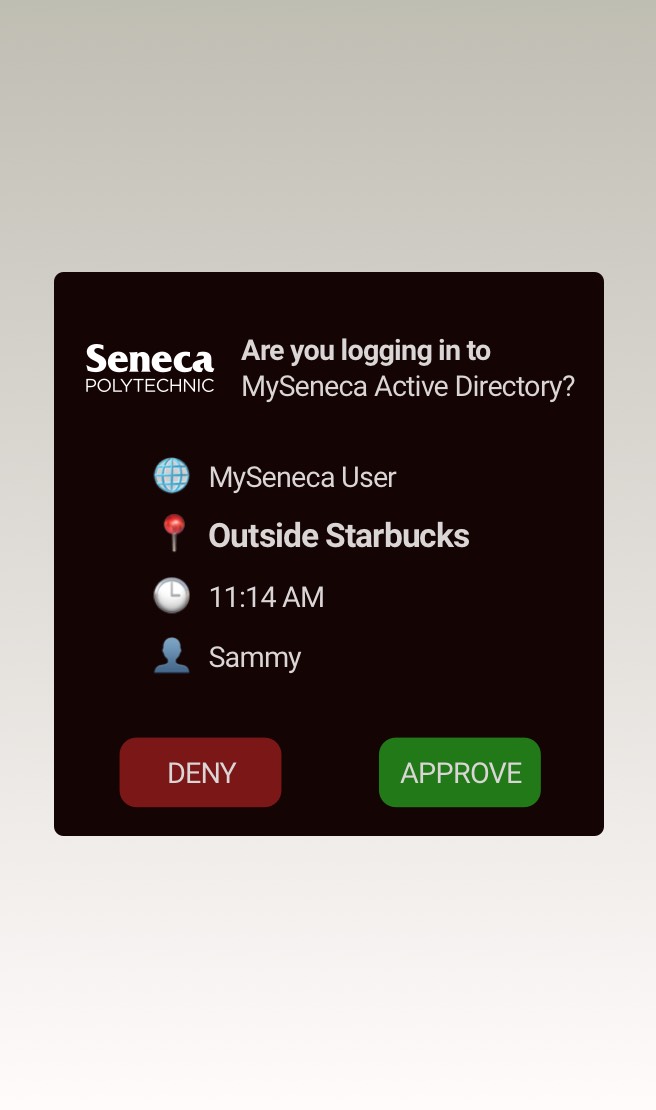 Seneca
POLYTECHNIC
Are you logging in to
MySeneca Active Directory?
MySeneca User
Outside Starbucks
11:14 AM
Sammy
DENY
APPROVE